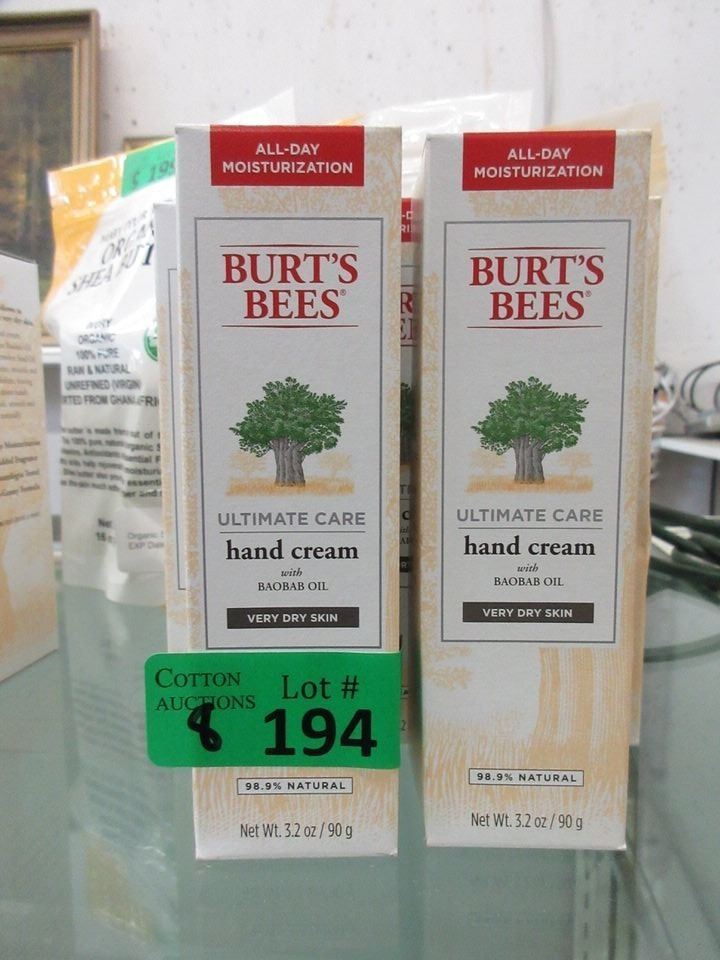 ALL-DAY
MOISTURIZATION
BURT'S
BEES®
ULTIMATE CARE
hand cream
with
BAOBAB OIL
VERY DRY SKIN
COTTON
AUCTIONS
8
Lot #
194
98.9% NATURAL
Net Wt. 3.2 oz / 90 g
ALL-DAY
MOISTURIZATION
BURT'S
BEES®
ULTIMATE CARE
hand cream
with
BAOBAB OIL
VERY DRY SKIN
98.9% NATURAL
Net Wt. 3.2 oz / 90 g
ORGANIC
100% PURE
RAW & NATURAL
UNREFINED (VIRGIN)